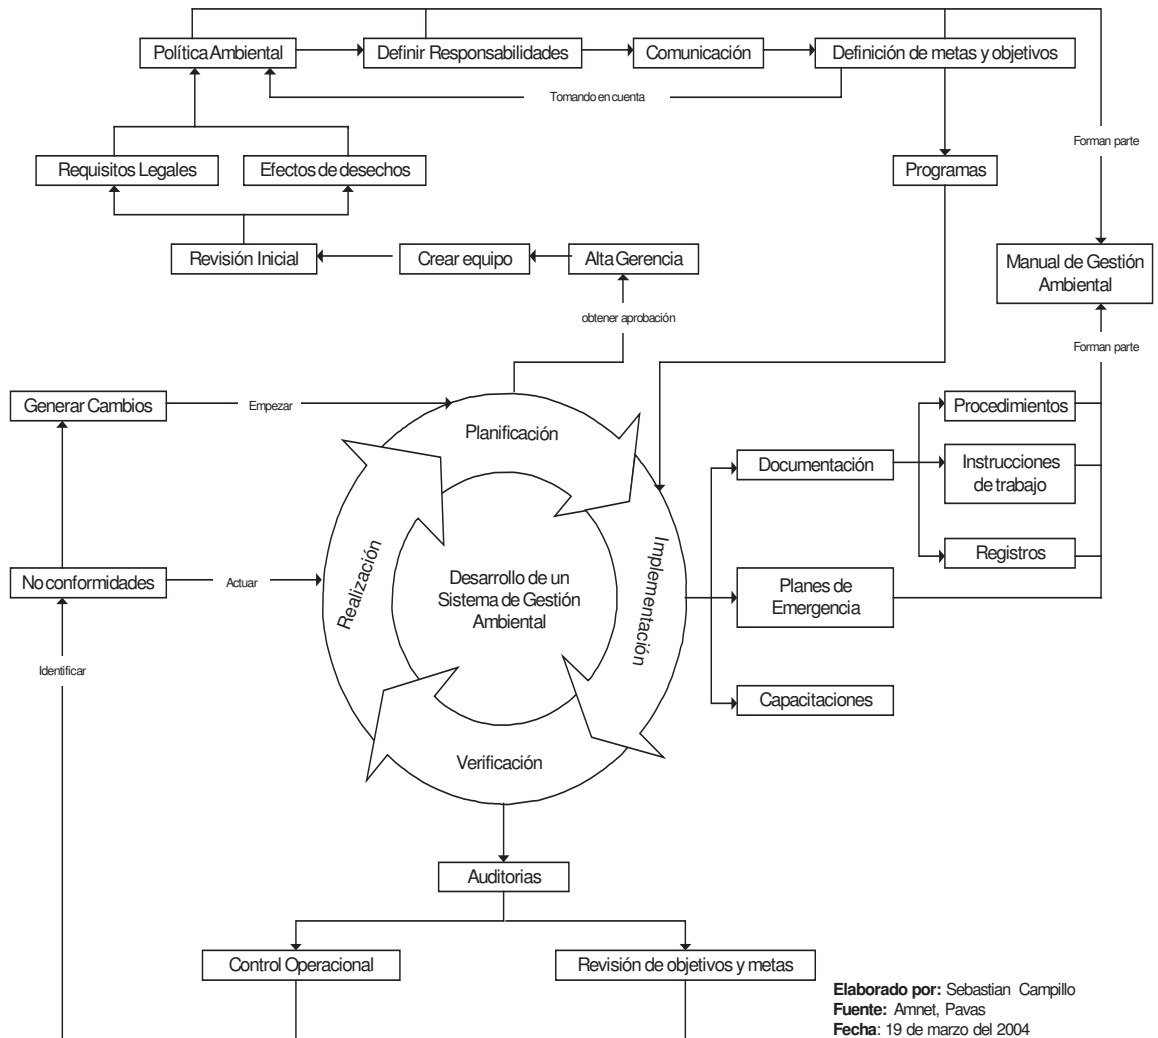 Política Ambiental
Definir Responsabilidades
Comunicación
Definición de metas y objetivos
Tomando en cuenta
Forman parte
Requisitos Legales
Efectos de desechos
Programas
Revisión Inicial
Crear equipo
Alta Gerencia
Manual de Gestión
Ambiental
obtener aprobación
Forman parte
Generar Cambios
Empezar
Planificación
Procedimientos
Documentación
Instrucciones
de trabajo
Registros
No conformidades
Actuar
Realización
Desarrollo de un
Sistema de Gestión
Ambiental
Implementación
Planes de
Emergencia
Identificar
Capacitaciones
Verificación
Auditorias
Control Operacional
Revisión de objetivos y metas
Elaborado por: Sebastian Campillo
Fuente: Amnet, Pavas
Fecha: 19 de marzo del 2004